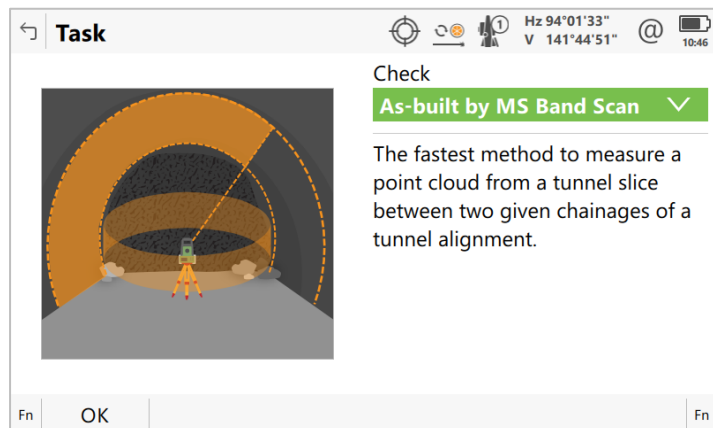 Task
1
Hz 94°01'33"
V 141°44'51"
@
10:46
Check
As-built by MS Band Scan
The fastest method to measure a
point cloud from a tunnel slice
between two given chainages of a
tunnel alignment.
Fn
OK
Fn